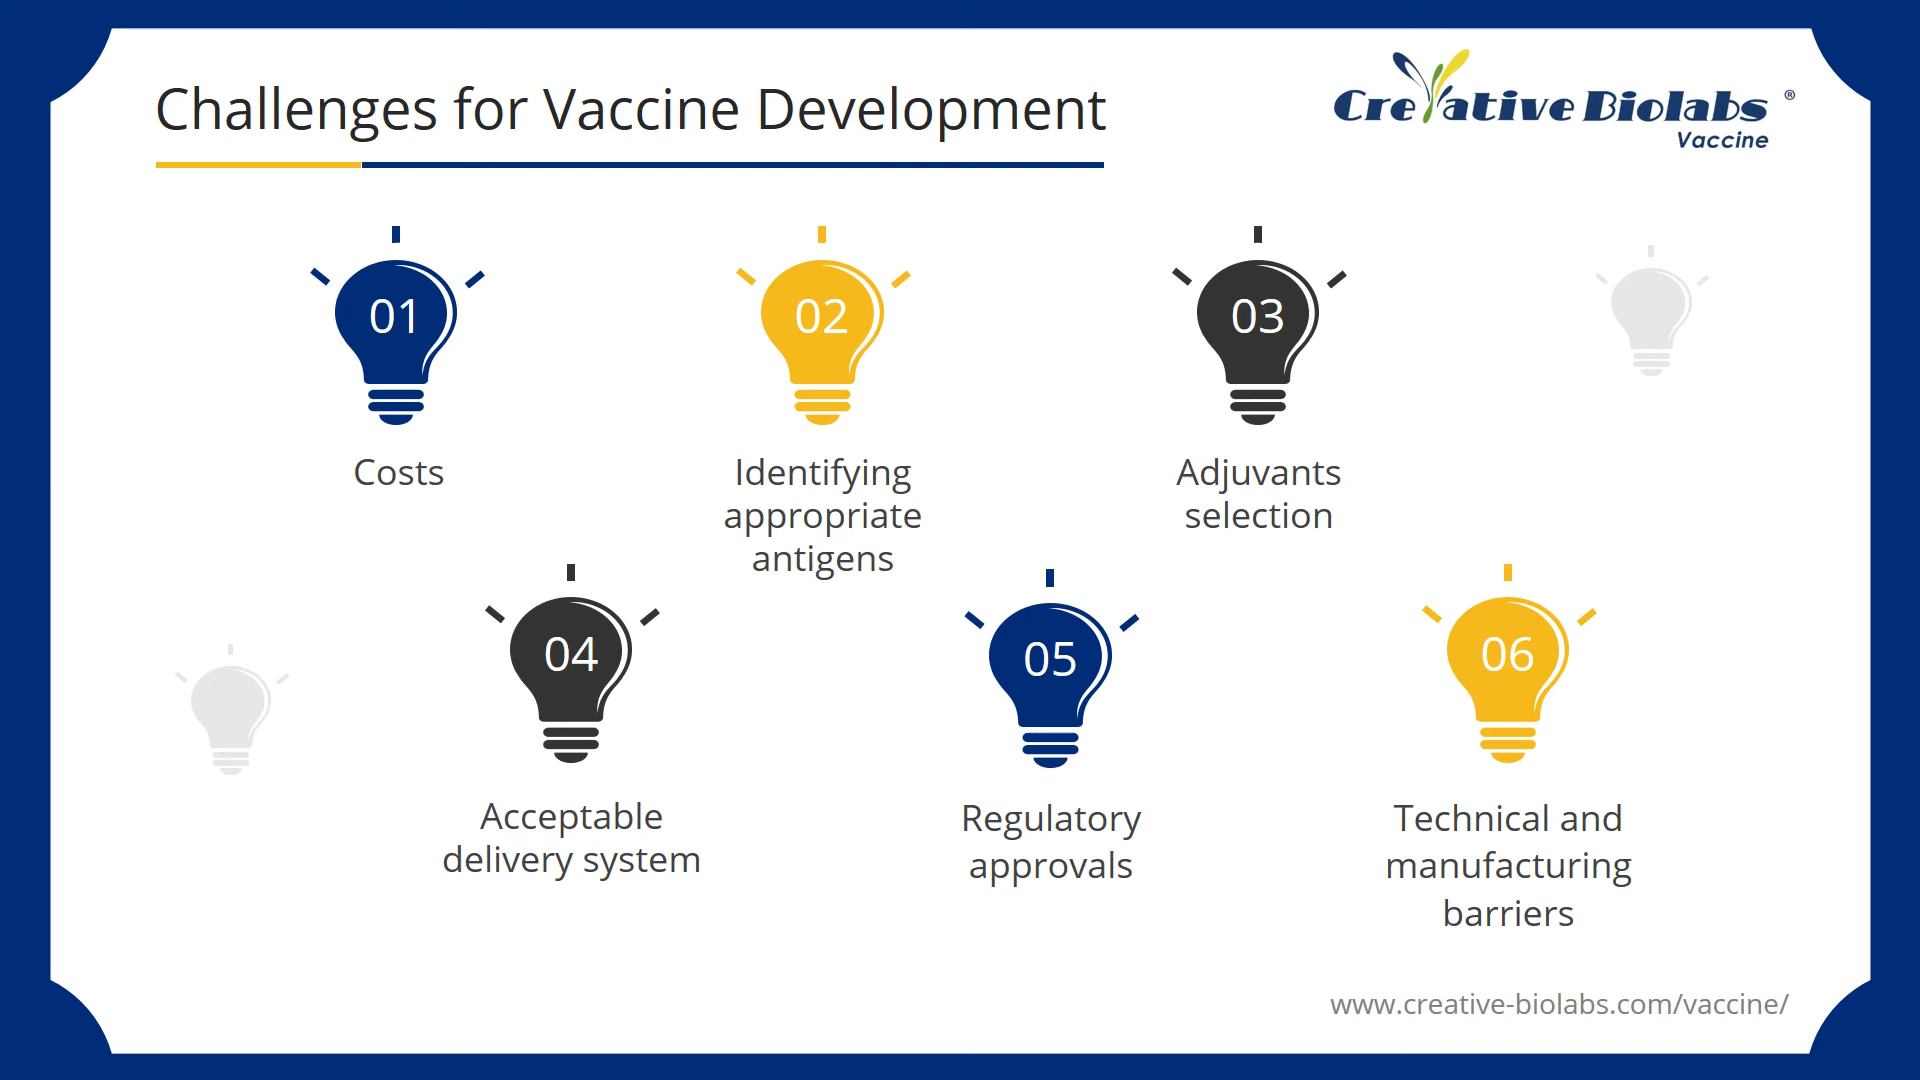 Challenges for Vaccine Development
Creative Biolabs ®
Vaccine
01
02
03
Costs
Identifying
appropriate
antigens
Adjuvants
selection
04
05
06
Acceptable
delivery system
Regulatory
approvals
Technical and
manufacturing
barriers
www.creative-biolabs.com/vaccine/